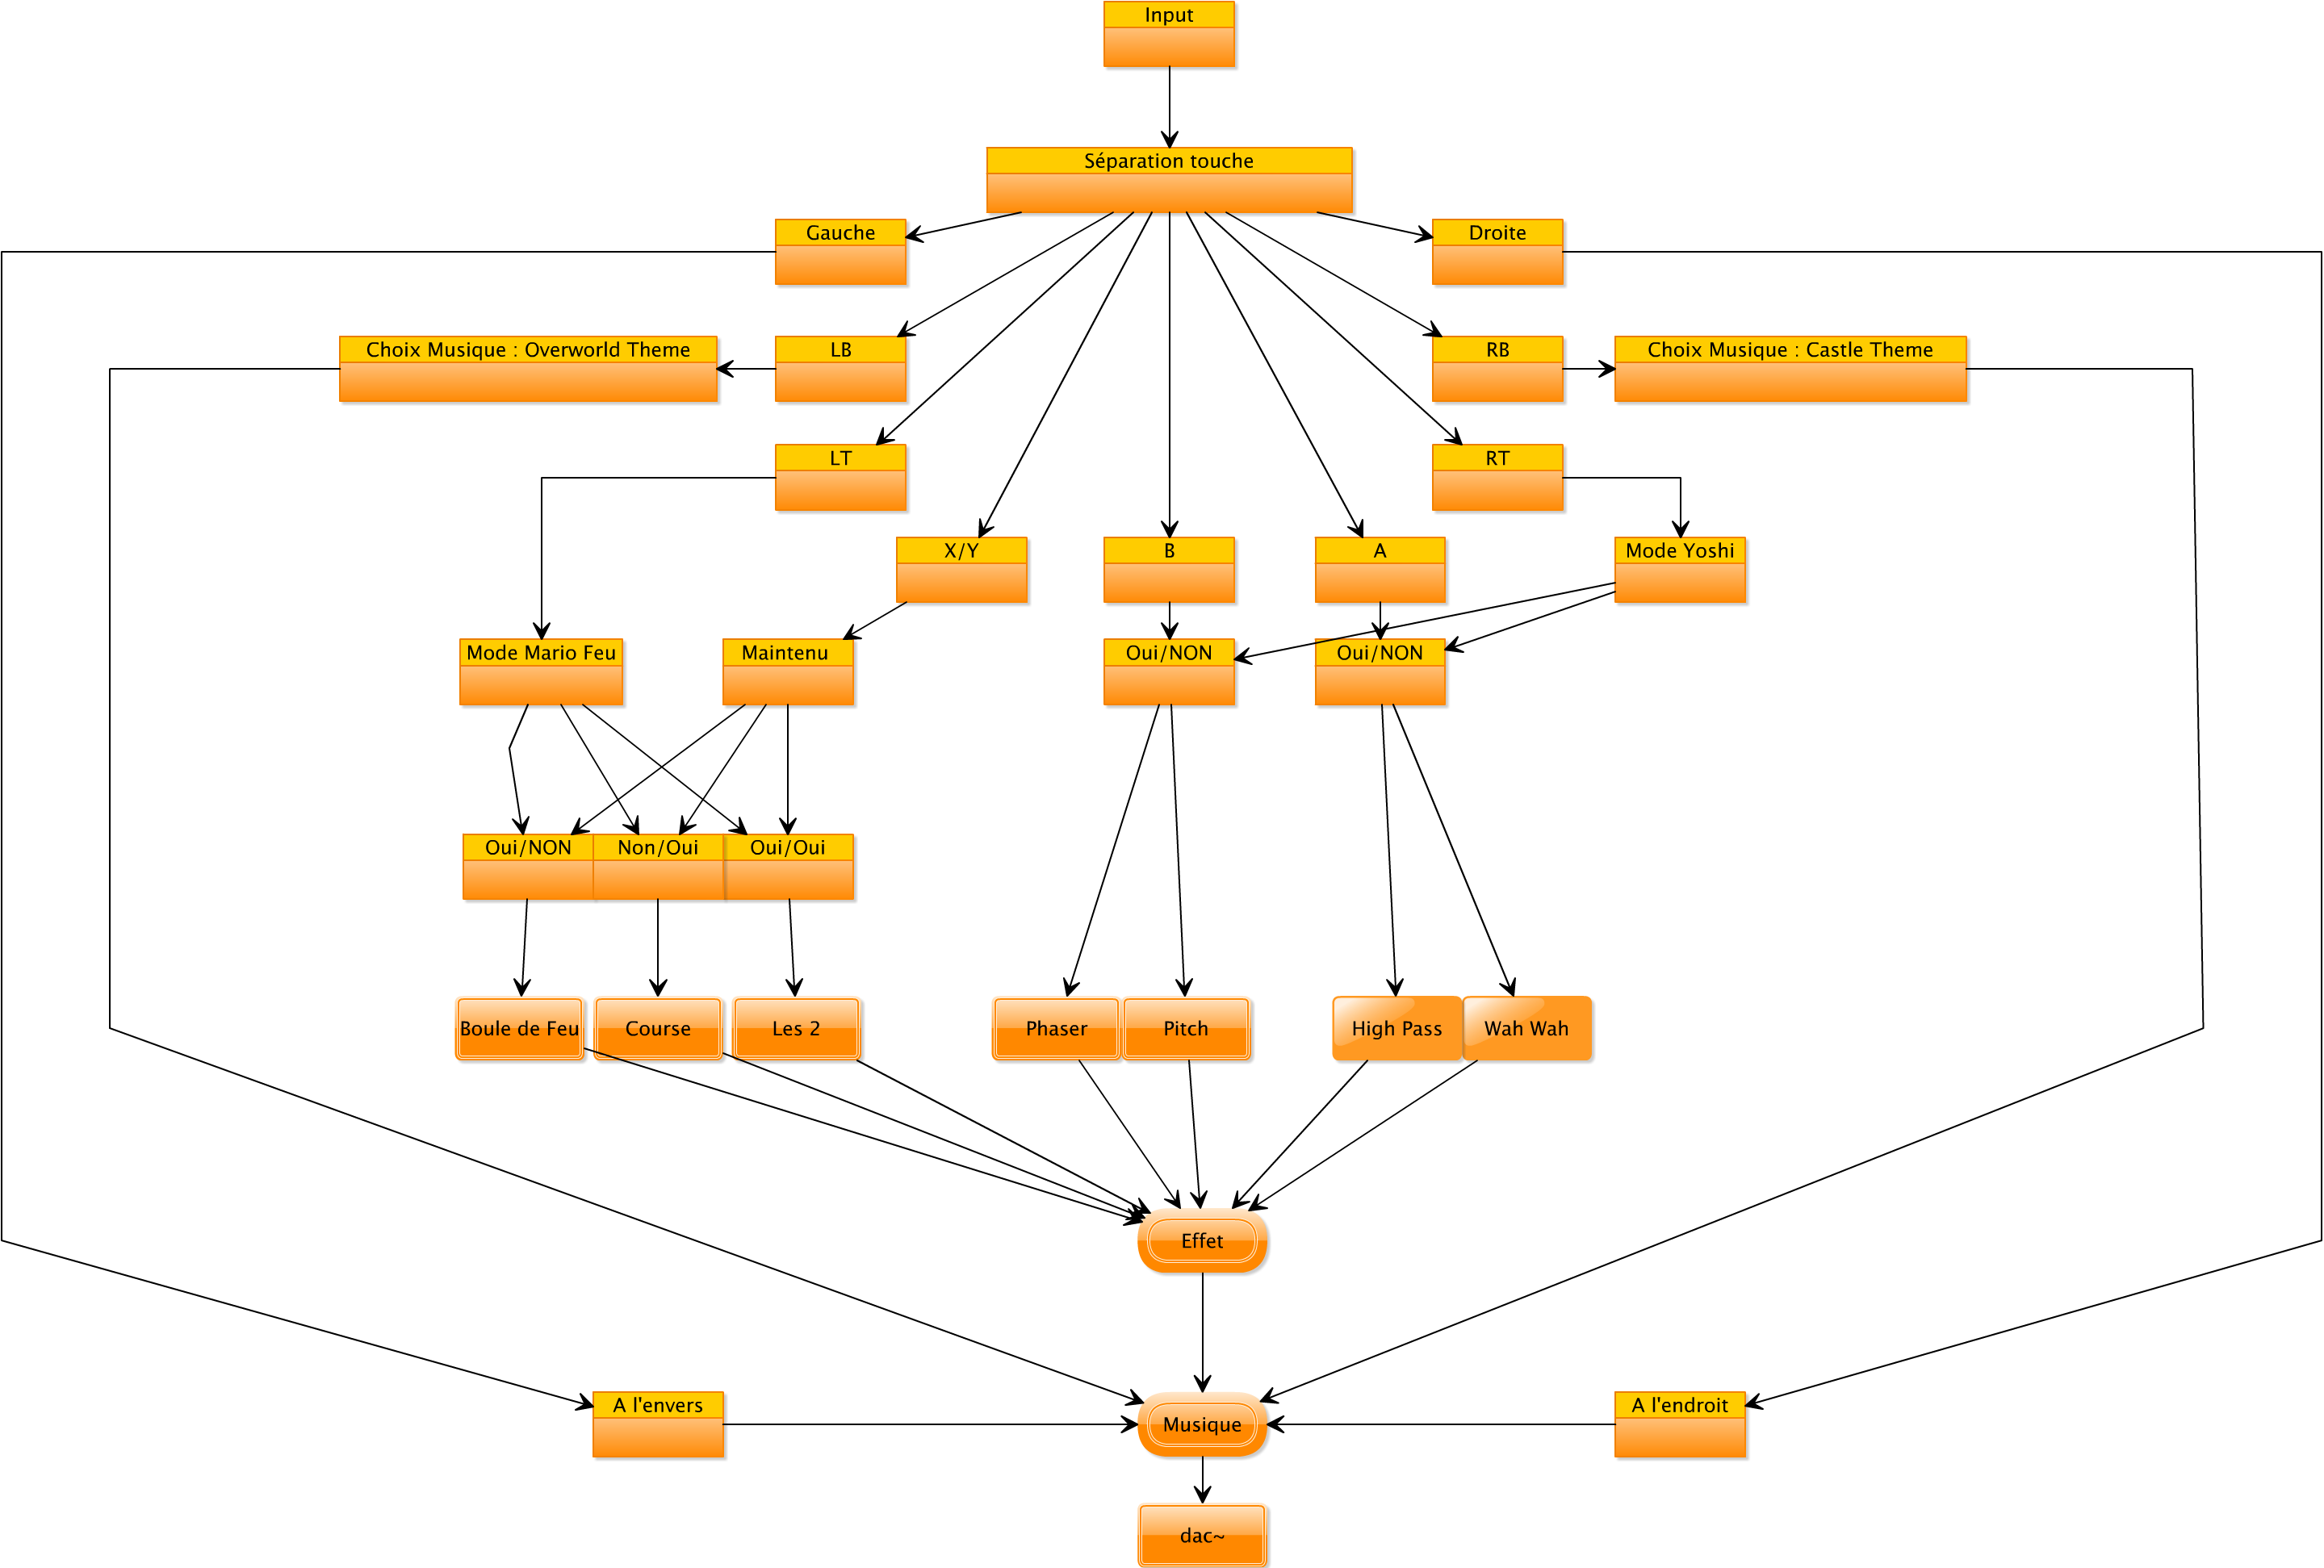 Input
Séparation touche
Gauche
Droite
Choix Musique : Overworld Theme
LB
RB
Choix Musique : Castle Theme
LT
RT
X/Y
B
A
Mode Yoshi
Mode Mario Feu
Maintenu
Oui/NON
Oui/NON
Oui/NON
Non/Oui
Oui/Oui
Boule de Feu
Course
Les 2
Phaser
Pitch
High Pass
Wah Wah
Effet
A l'envers
Musique
A l'endroit
dac~